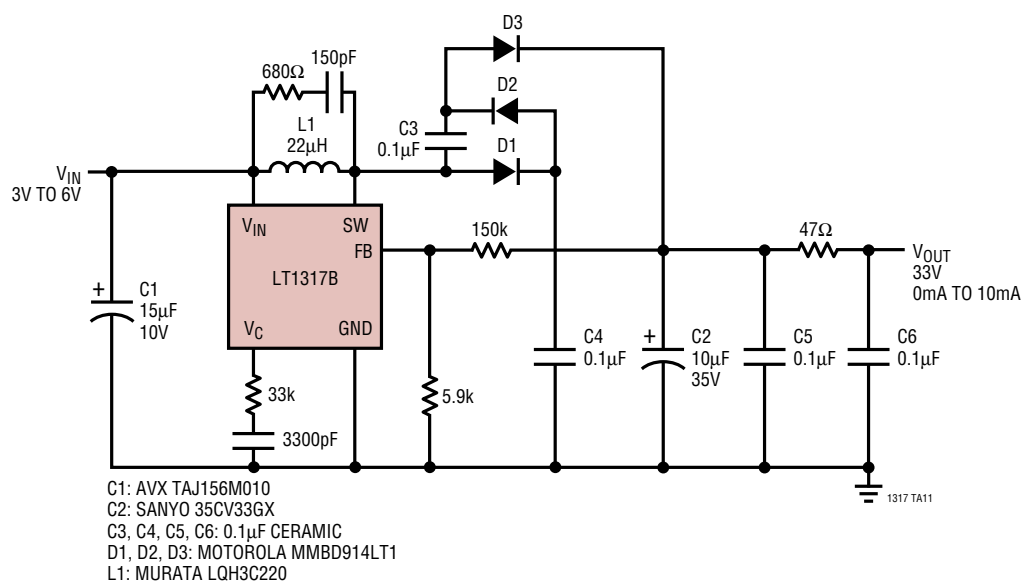 D3
150pF
680Ω
D2
L1
22µH
C3
0.1µF
D1
VIN
3V TO 6V
VIN
SW
FB
150k
47Ω
VOUT
33V
0mA TO 10mA
LT1317B
+
C1
15µF
10V
VC
GND
C4
0.1µF
+
C2
10µF
35V
C5
0.1µF
C6
0.1µF
33k
5.9k
3300pF
1317 TA11
C1: AVX TAJ156M010
C2: SANYO 35CV33GX
C3, C4, C5, C6: 0.1µF CERAMIC
D1, D2, D3: MOTOROLA MMBD914LT1
L1: MURATA LQH3C220